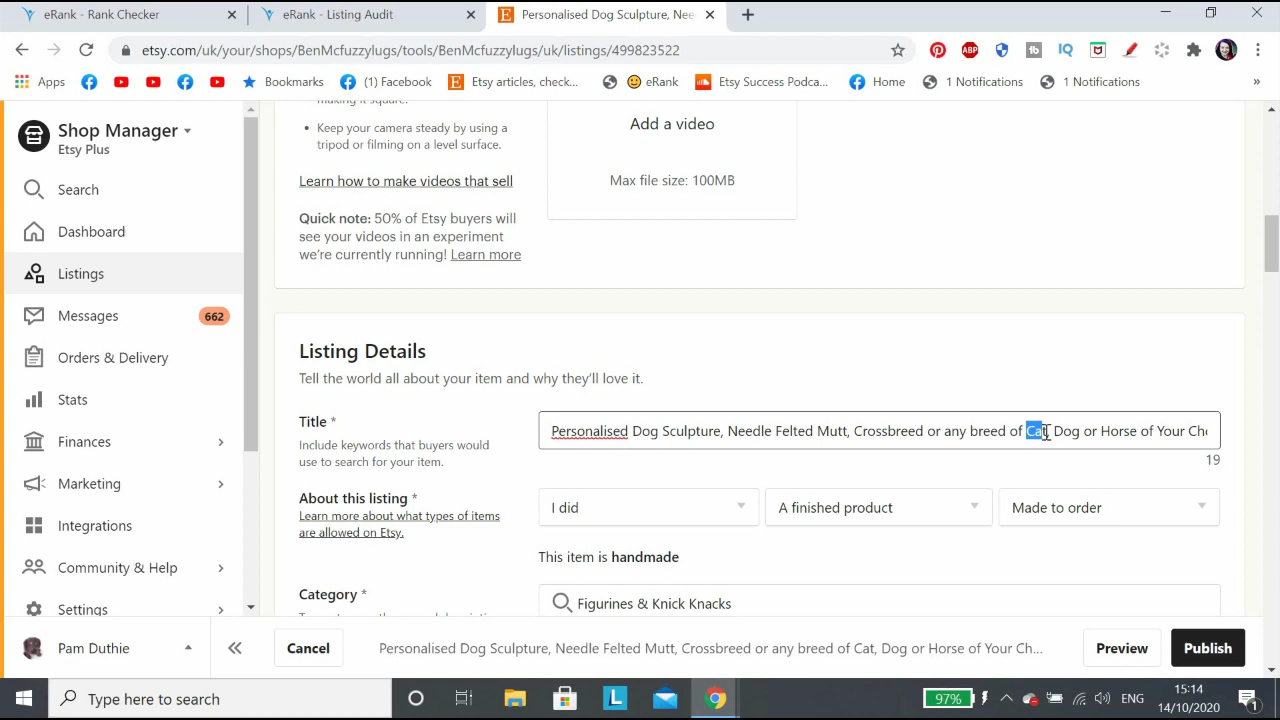 eRank - Rank Checker
eRank - Listing Audit
Personalised Dog Sculpture, Nee
etsy.com/uk/your/shops/BenMcfuzzylugs/tools/BenMcfuzzylugs/uk/listings/499823522
Apps
Bookmarks
(1) Facebook
Etsy articles, check...
eRank
Etsy Success Podca...
Home
1 Notifications
1 Notifications
»
Shop Manager
Etsy Plus
Search
Dashboard
Listings
Messages 662
Orders & Delivery
Stats
Finances
Marketing
Integrations
Community & Help
Settings
Pam Duthie
making it square.
• Keep your camera steady by using a
tripod or filming on a level surface.
Learn how to make videos that sell
Quick note: 50% of Etsy buyers will
see your videos in an experiment
we're currently running! Learn more
Add a video
Max file size: 100MB
Listing Details
Tell the world all about your item and why they'll love it.
Title *
Include keywords that buyers would
use to search for your item.
Personalised Dog Sculpture, Needle Felted Mutt, Crossbreed or any breed of Cat, Dog or Horse of Your Ch
19
About this listing *
Learn more about what types of items
are allowed on Etsy.
I did
A finished product
Made to order
This item is handmade
Category *
Figurines & Knick Knacks
Cancel
Personalised Dog Sculpture, Needle Felted Mutt, Crossbreed or any breed of Cat, Dog or Horse of Your Ch...
Preview
Publish
Type here to search
97%
ENG
15:14
14/10/2020
1